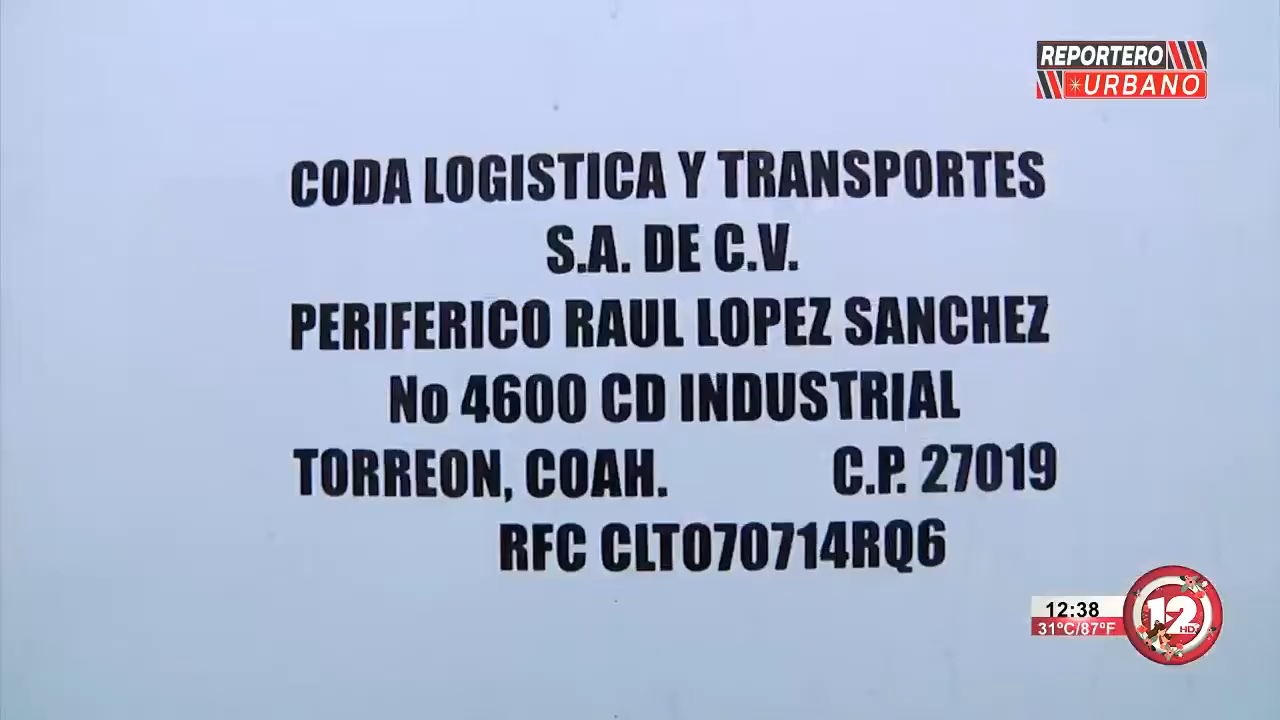 REPORTERO
URBANO
CODA LOGISTICA Y TRANSPORTES
S.A. DE C.V.
PERIFERICO RAUL LOPEZ SANCHEZ
No 4600 CD INDUSTRIAL
TORREON, COAH. C.P. 27019
RFC CLT070714RQ6
12:38
31°C/87°F
12
HD